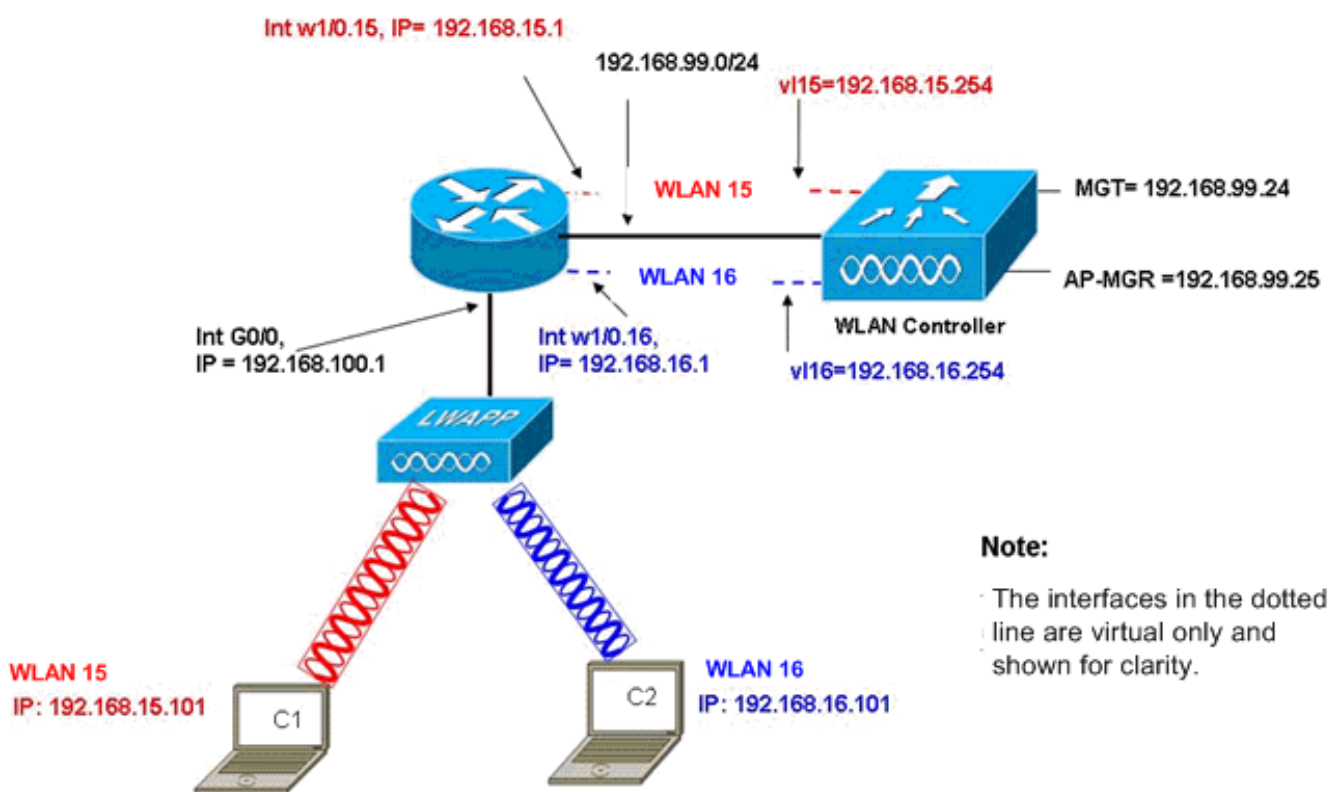 Int w1/0.15, IP= 192.168.15.1
192.168.99.0/24
vl15=192.168.15.254
WLAN 15
MGT= 192.168.99.24
WLAN 16
AP-MGR =192.168.99.25
WLAN Controller
Int G0/0,
IP = 192.168.100.1
Int w1/0.16,
IP= 192.168.16.1
vl16=192.168.16.254
LWAPP
Note:
The interfaces in the dotted
line are virtual only and
shown for clarity.
WLAN 15
IP: 192.168.15.101
C1
C2
WLAN 16
IP: 192.168.16.101